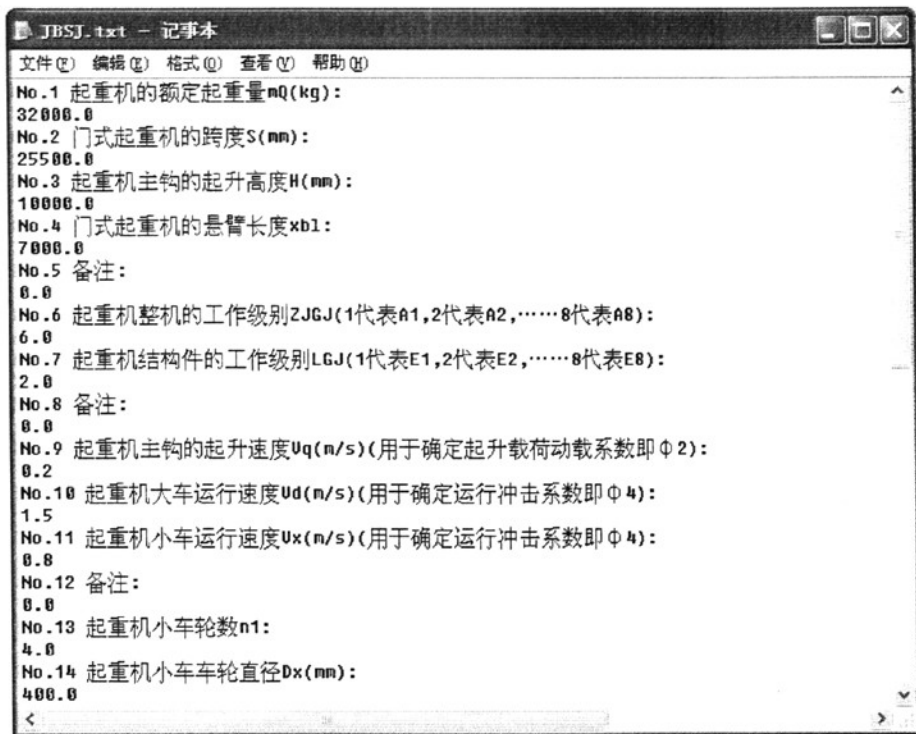 JBSJ.txt - 记事本
文件(F) 编辑(E) 格式(O) 查看(V) 帮助(H)
No.1 起重机的额定起重量mQ(kg):
32000.0
No.2 门式起重机的跨度S(mm):
25500.0
No.3 起重机主钩的起升高度H(mm):
10000.0
No.4 门式起重机的悬臂长度xbl:
7000.0
No.5 备注:
0.0
No.6 起重机整机的工作级别ZJGJ(1代表A1,2代表A2,……8代表A8):
6.0
No.7 起重机结构件的工作级别LGJ(1代表E1,2代表E2,……8代表E8):
2.0
No.8 备注:
0.0
No.9 起重机主钩的起升速度Vq(m/s)(用于确定起升载荷动载系数即Φ2):
0.2
No.10 起重机大车运行速度Vd(m/s)(用于确定运行冲击系数即Φ4):
1.5
No.11 起重机小车运行速度Vx(m/s)(用于确定运行冲击系数即Φ4):
0.8
No.12 备注:
0.0
No.13 起重机小车轮数n1:
4.0
No.14 起重机小车车轮直径Dx(mm):
400.0